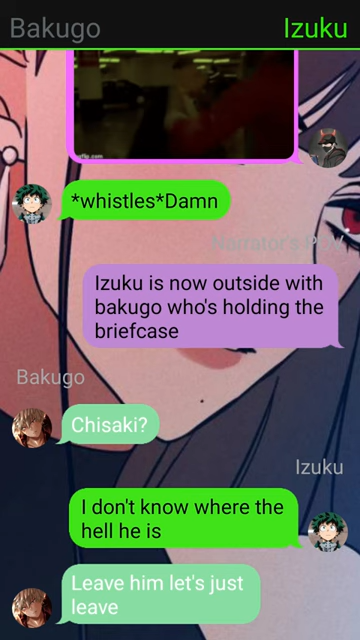 Bakugo Izuku
*whistles*Damn
Narrator's P.O.V
Izuku is now outside with
bakugo who's holding the
briefcase
Bakugo
Chisaki?
Izuku
I don't know where the
hell he is
Leave him let's just
leave